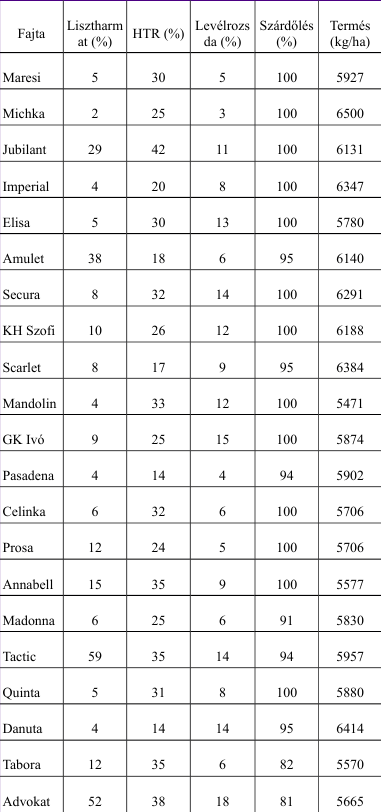 Fajta Lisztharm at (%) HTR (%) Levélrozs da (%) Szárdőlés (%) Termés (kg/ha)
Maresi 5 30 5 100 5927
Michka 2 25 3 100 6500
Jubilant 29 42 11 100 6131
Imperial 4 20 8 100 6347
Elisa 5 30 13 100 5780
Amulet 38 18 6 95 6140
Secura 8 32 14 100 6291
KH Szofi 10 26 12 100 6188
Scarlet 8 17 9 95 6384
Mandolin 4 33 12 100 5471
GK Ivó 9 25 15 100 5874
Pasadena 4 14 4 94 5902
Celinka 6 32 6 100 5706
Prosa 12 24 5 100 5706
Annabell 15 35 9 100 5577
Madonna 6 25 6 91 5830
Tactic 59 35 14 94 5957
Quinta 5 31 8 100 5880
Danuta 4 14 14 95 6414
Tabora 12 35 6 82 5570
Advokat 52 38 18 81 5665